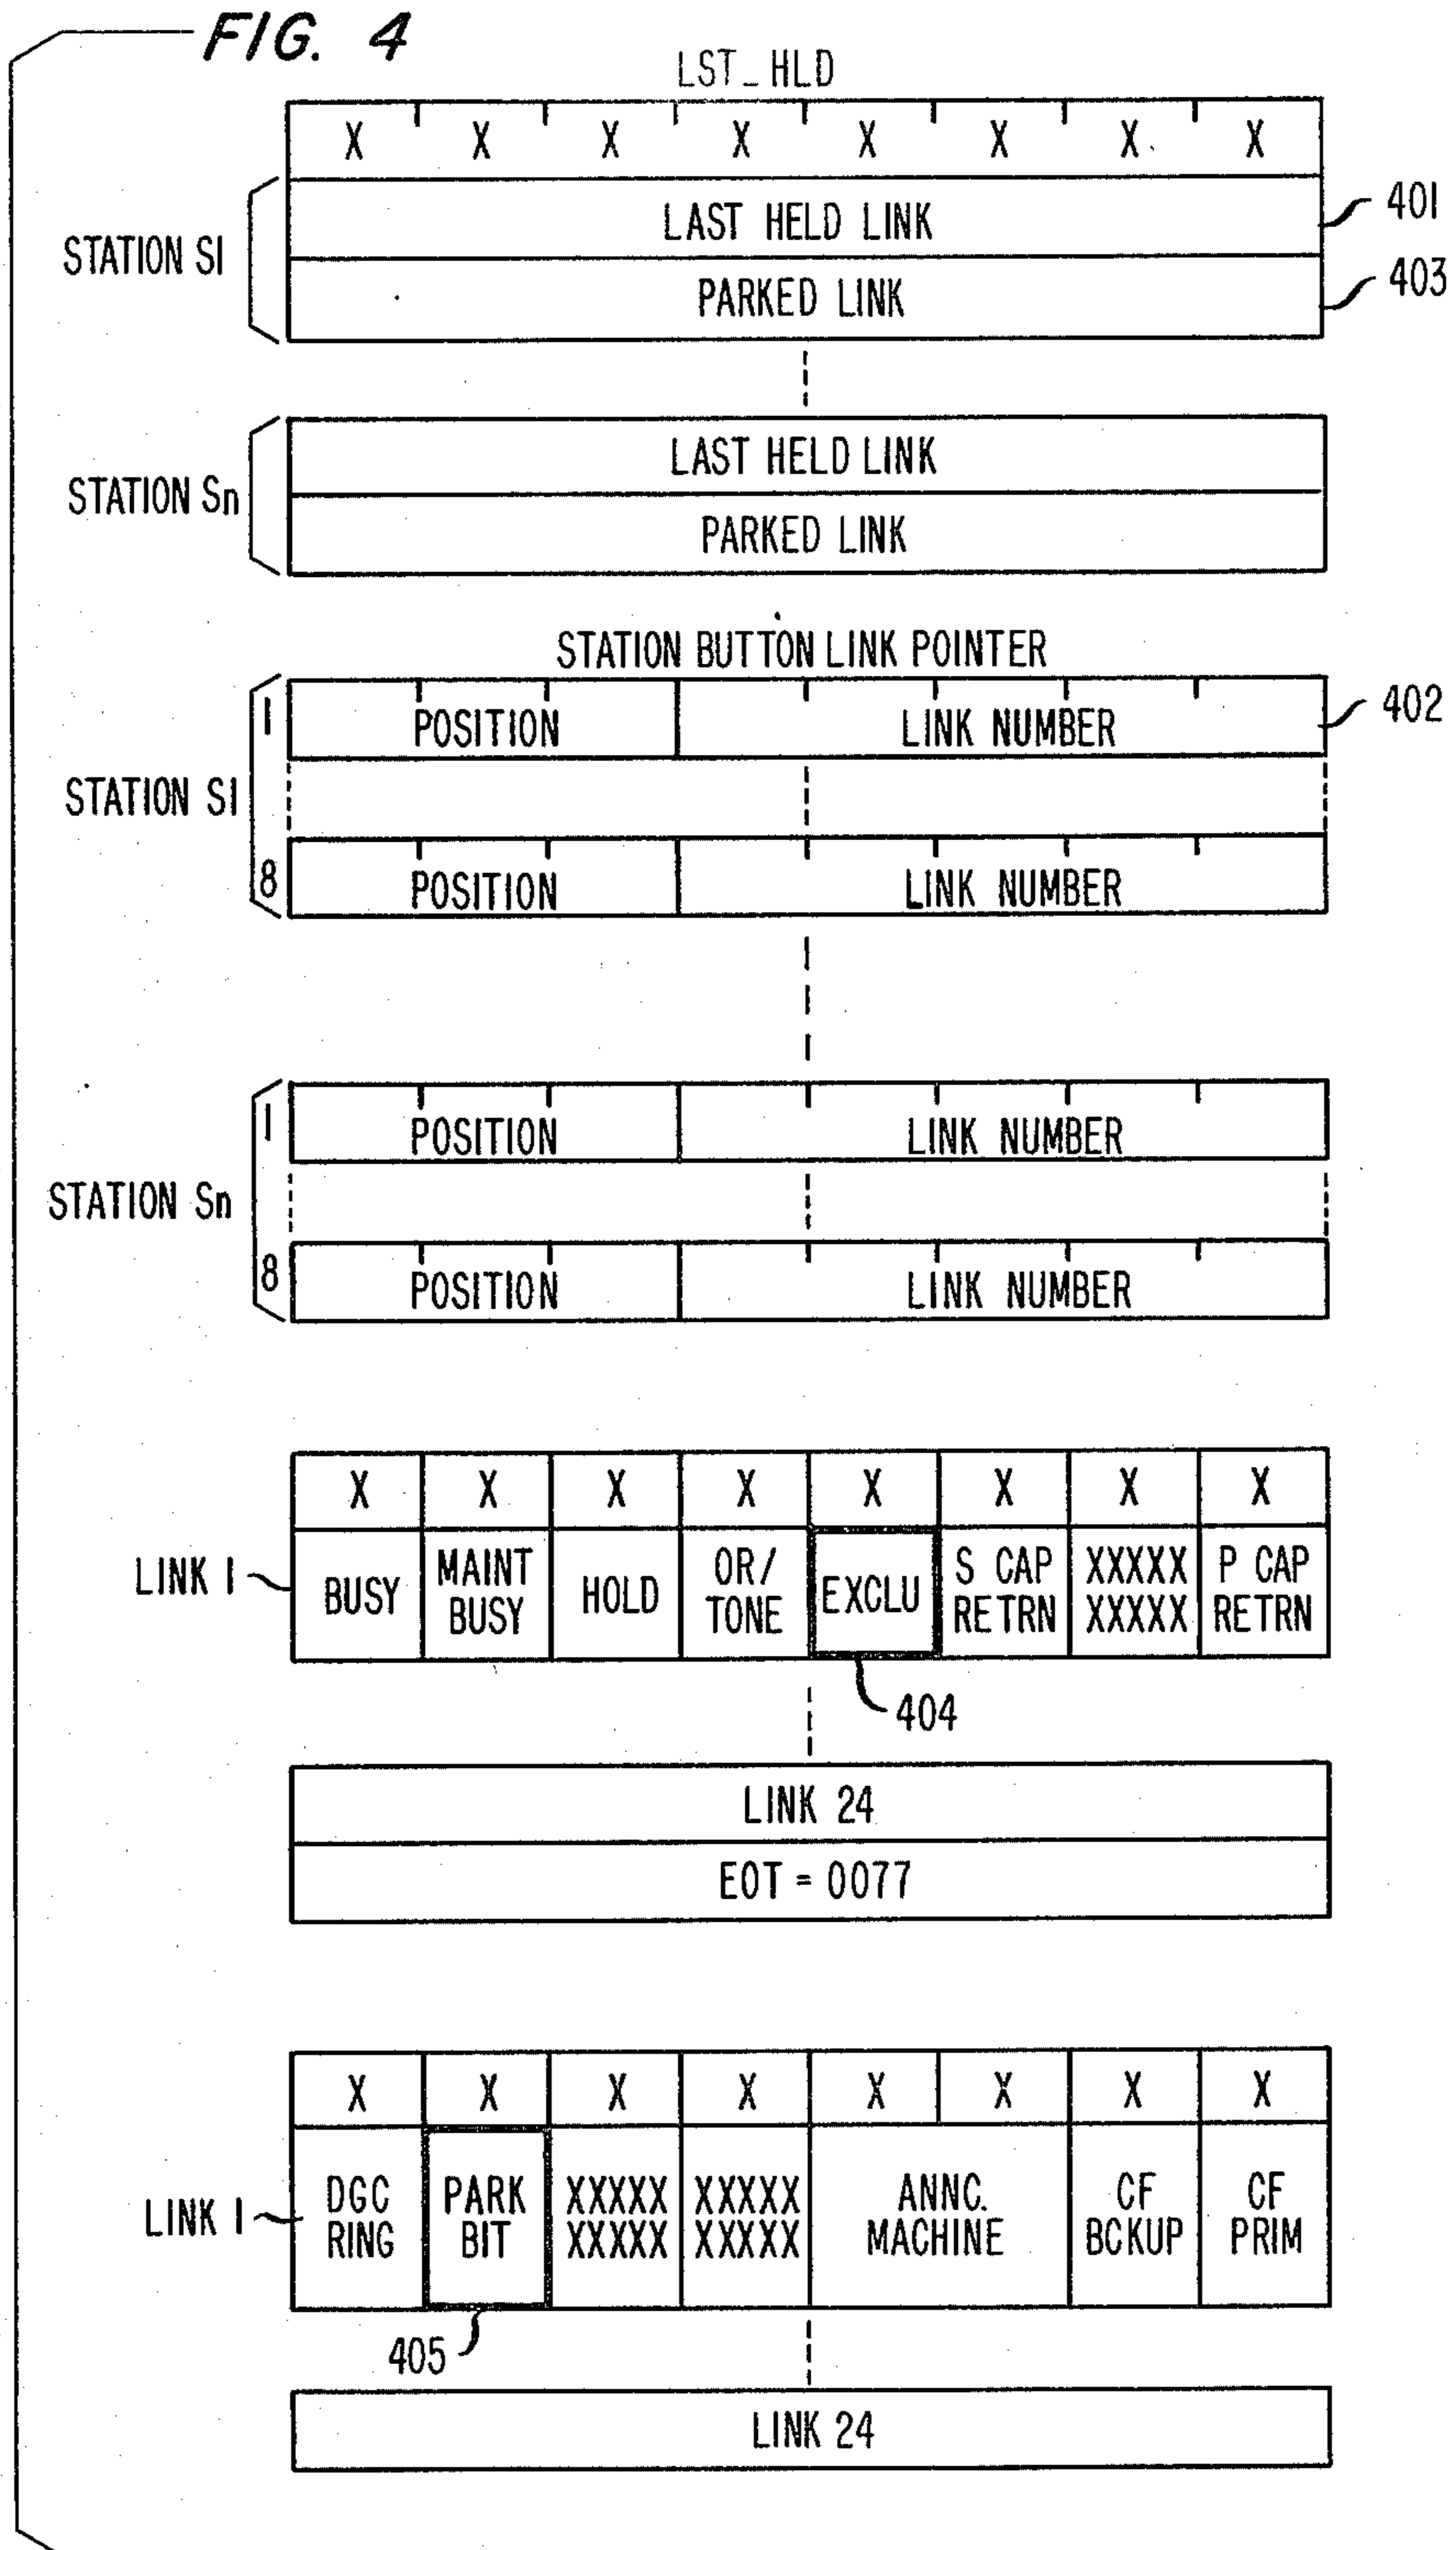 FIG. 4
LST_HLD
X X X X X X X X
STATION S1
LAST HELD LINK
401
PARKED LINK
403
STATION Sn
LAST HELD LINK
PARKED LINK
STATION BUTTON LINK POINTER
STATION S1
1 POSITION LINK NUMBER
402
8 POSITION LINK NUMBER
STATION Sn
1 POSITION LINK NUMBER
8 POSITION LINK NUMBER
X X X X X X X X
LINK 1
BUSY
MAINT
BUSY
HOLD
OR/
TONE
EXCLU
S CAP
RETRN
XXXXX
XXXXX
P CAP
RETRN
404
LINK 24
EOT = 0077
X X X X X X X X
LINK 1
DGC
RING
PARK
BIT
XXXXX
XXXXX
XXXXX
XXXXX
ANNC.
MACHINE
CF
BCKUP
CF
PRIM
405
LINK 24